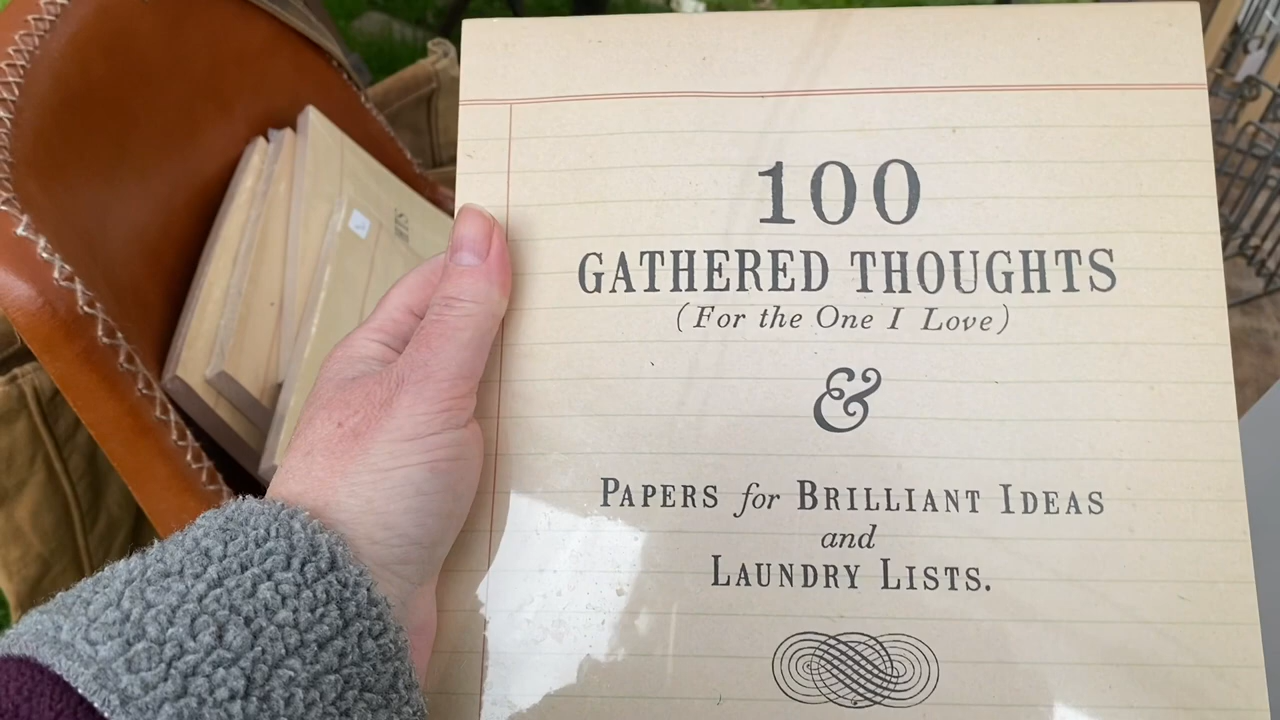 100
GATHERED THOUGHTS
(For the One I Love)
&
PAPERS for BRILLIANT IDEAS
and
LAUNDRY LISTS.